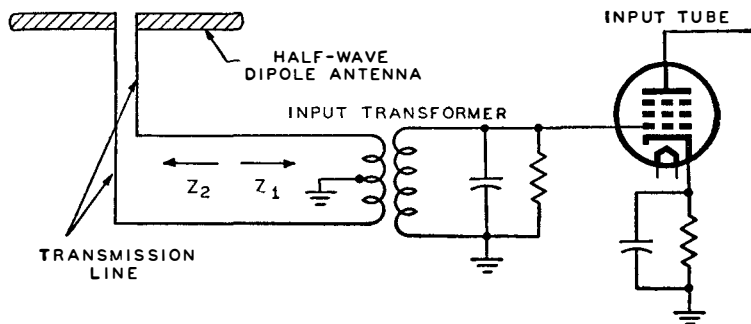 INPUT TUBE
HALF-WAVE
DIPOLE ANTENNA
INPUT TRANSFORMER
Z2
Z1
TRANSMISSION
LINE